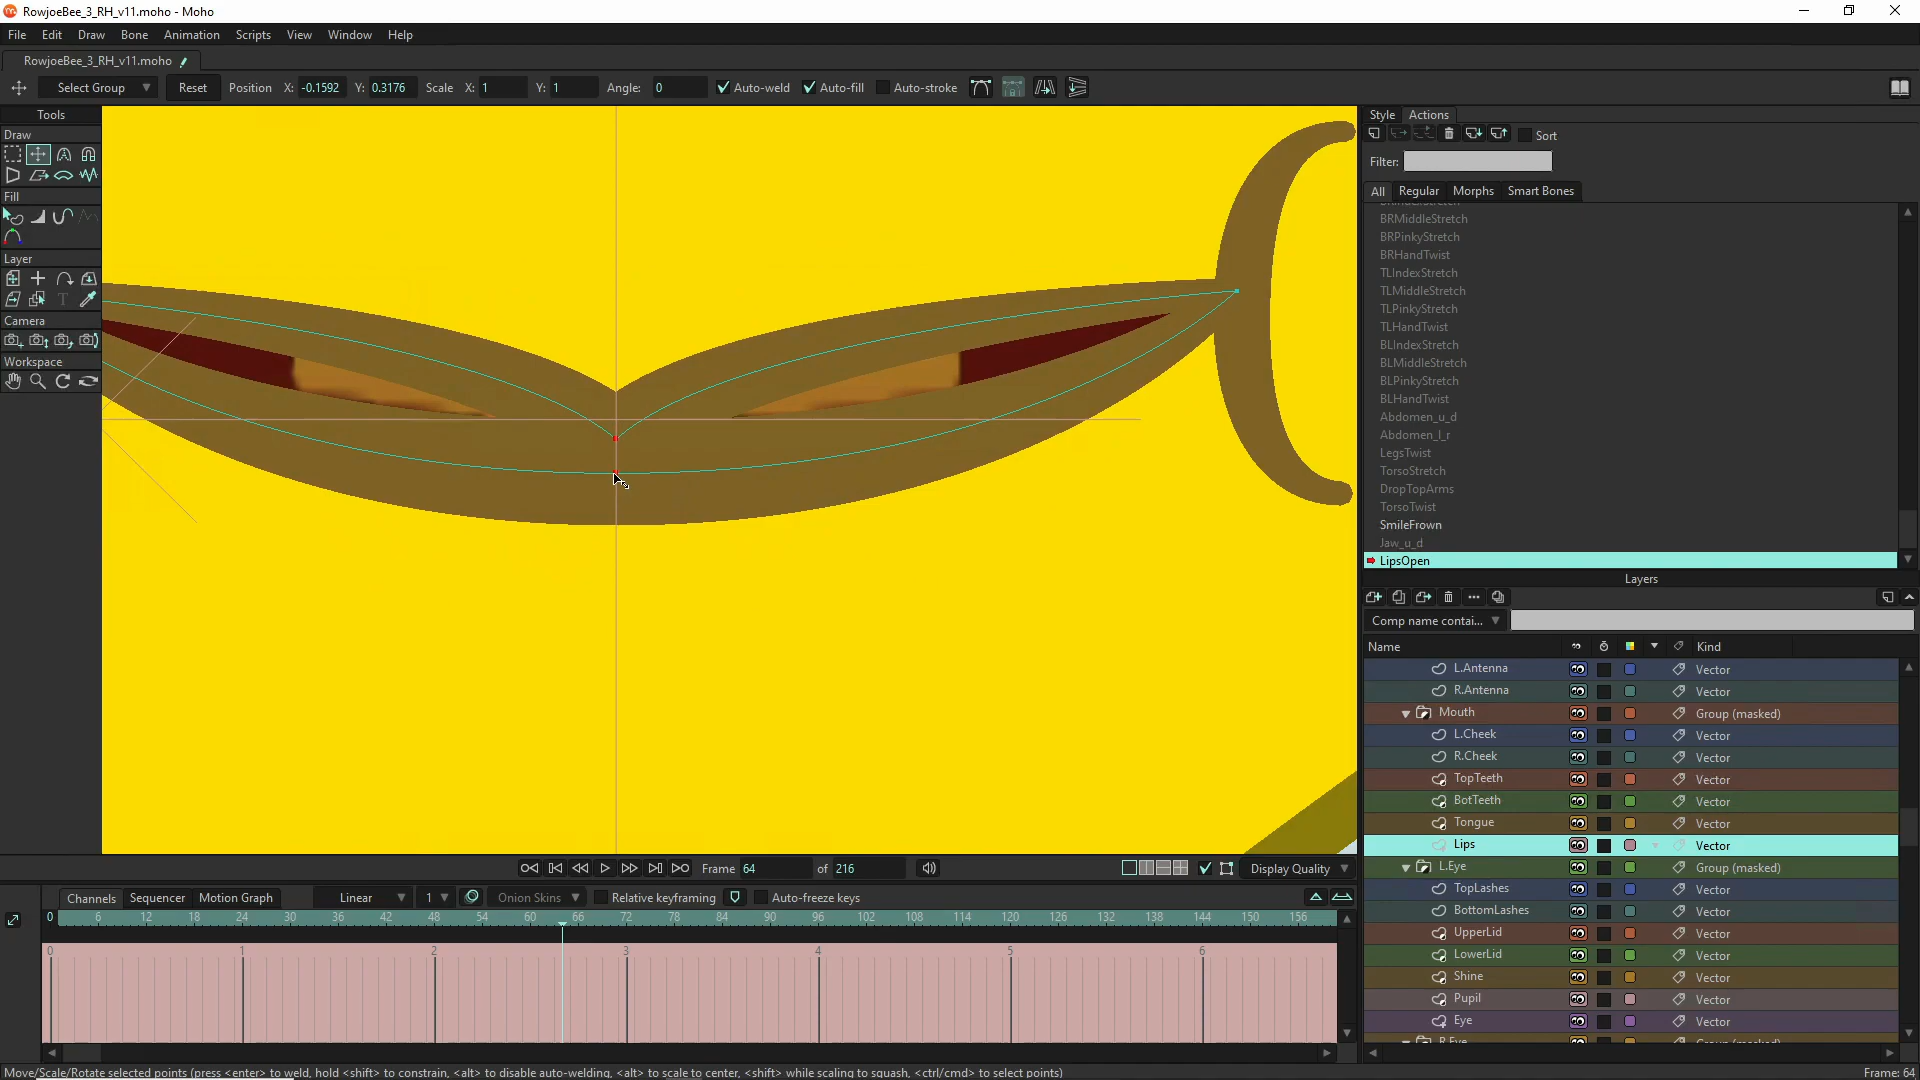 RowjoeBee_3_RH_v11.moho - Moho
File Edit Draw Bone Animation Scripts View Window Help
RowjoeBee_3_RH_v11.moho
Select Group Reset Position X: -0.1592 Y: 0.3176 Scale X: 1 Y: 1 Angle: 0 Auto-weld Auto-fill Auto-stroke
Tools
Draw
Fill
Layer
Camera
Workspace
Style Actions
Sort
Filter:
All Regular Morphs Smart Bones
BRMiddleStretch
BRPinkyStretch
BRHandTwist
TLIndexStretch
TLMiddleStretch
TLPinkyStretch
TLHandTwist
BLIndexStretch
BLMiddleStretch
BLPinkyStretch
BLHandTwist
Abdomen_u_d
Abdomen_l_r
LegsTwist
TorsoStretch
DropTopArms
TorsoTwist
SmileFrown
Jaw_u_d
LipsOpen
Layers
Comp name contai...
Name Kind
L.Antenna Vector
R.Antenna Vector
Mouth Group (masked)
L.Cheek Vector
R.Cheek Vector
TopTeeth Vector
BotTeeth Vector
Tongue Vector
Lips Vector
L.Eye Group (masked)
TopLashes Vector
BottomLashes Vector
UpperLid Vector
LowerLid Vector
Shine Vector
Pupil Vector
Eye Vector
Frame 64 of 216 Display Quality
Channels Sequencer Motion Graph Linear 1 Onion Skins Relative keyframing Auto-freeze keys
0 6 12 18 24 30 36 42 48 54 60 66 72 78 84 90 96 102 108 114 120 126 132 138 144 150 156
0 1 2 3 4 5 6
Move/Scale/Rotate selected points (press <enter> to weld, hold <shift> to constrain, <alt> to disable auto-welding, <alt> to scale to center, <shift> while scaling to squash, <ctrl/cmd> to select points) Frame: 64